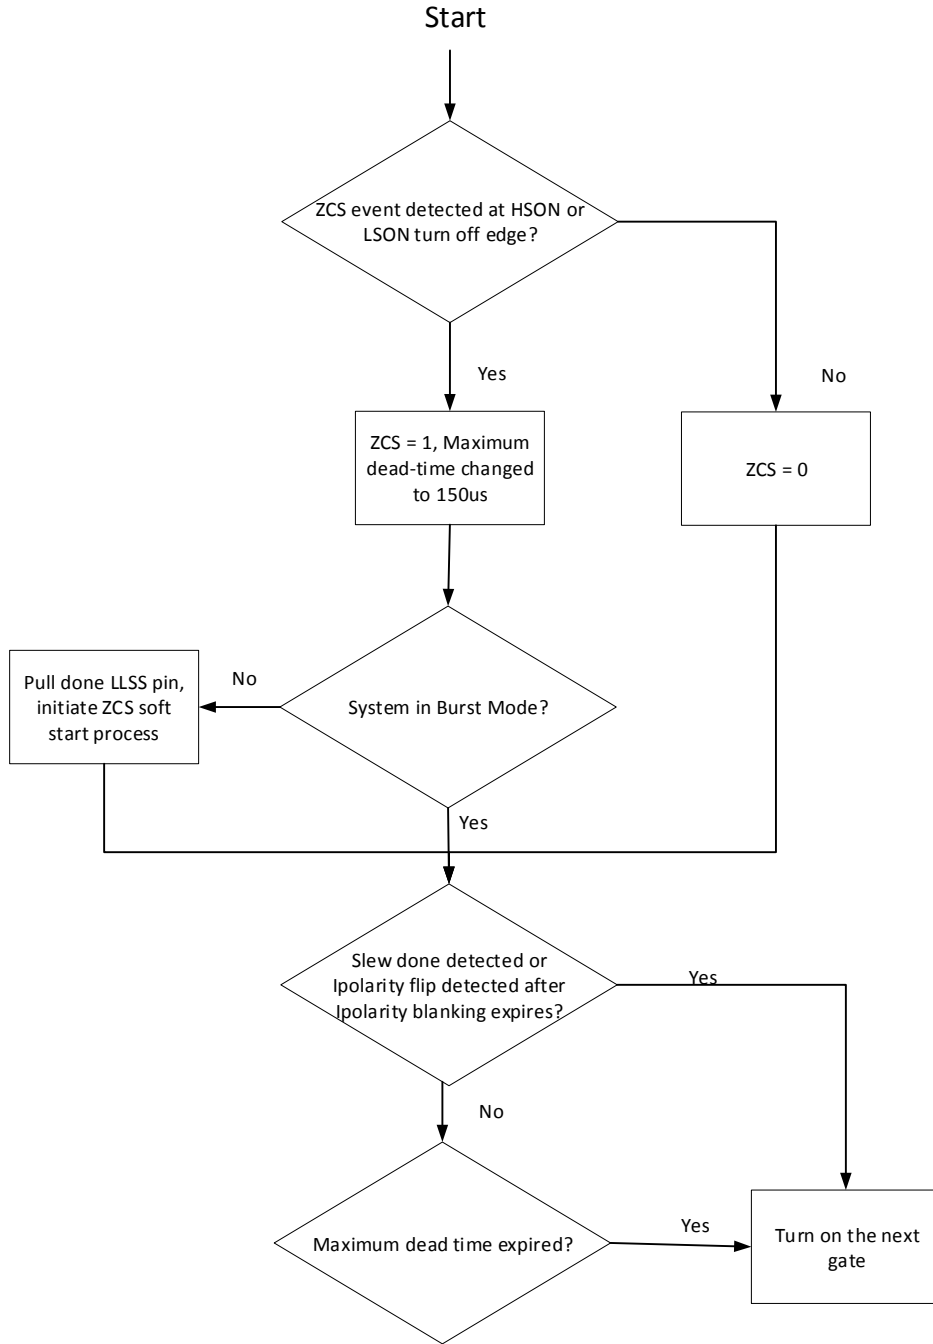 Start
ZCS event detected at HSON or
LSON turn off edge?
Yes
No
ZCS = 1, Maximum
dead-time changed
to 150us
ZCS = 0
Pull done LLSS pin,
initiate ZCS soft
start process
No
System in Burst Mode?
Yes
Slew done detected or
Ipolarity flip detected after
Ipolarity blanking expires?
Yes
No
Maximum dead time expired?
Yes
Turn on the next
gate